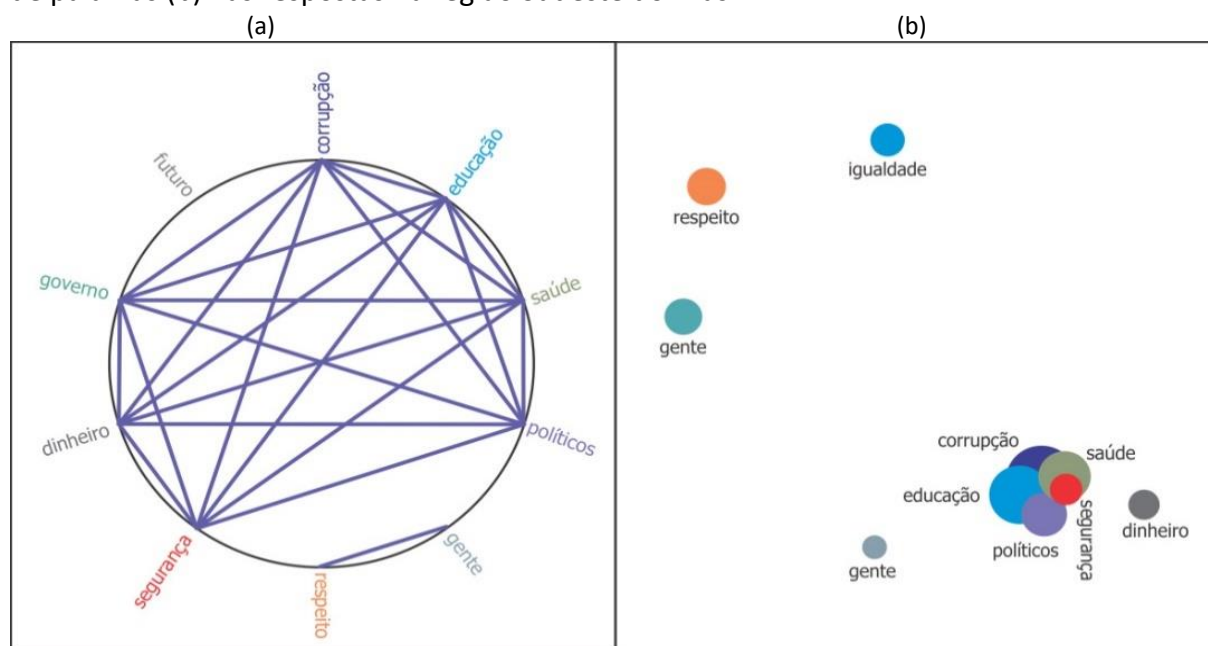 (a)
(b)
corrupção
educação
futuro
governo
saúde
dinheiro
políticos
segurança
gente
respeito
igualdade
respeito
gente
corrupção
saúde
educação
segurança
dinheiro
políticos
gente